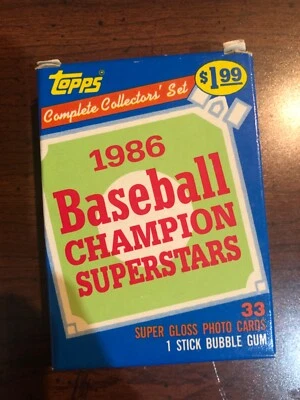 Topps
Complete Collectors' Set
$1.99
1986
Baseball
CHAMPION
SUPERSTARS
33
SUPER GLOSS PHOTO CARDS
1 STICK BUBBLE GUM